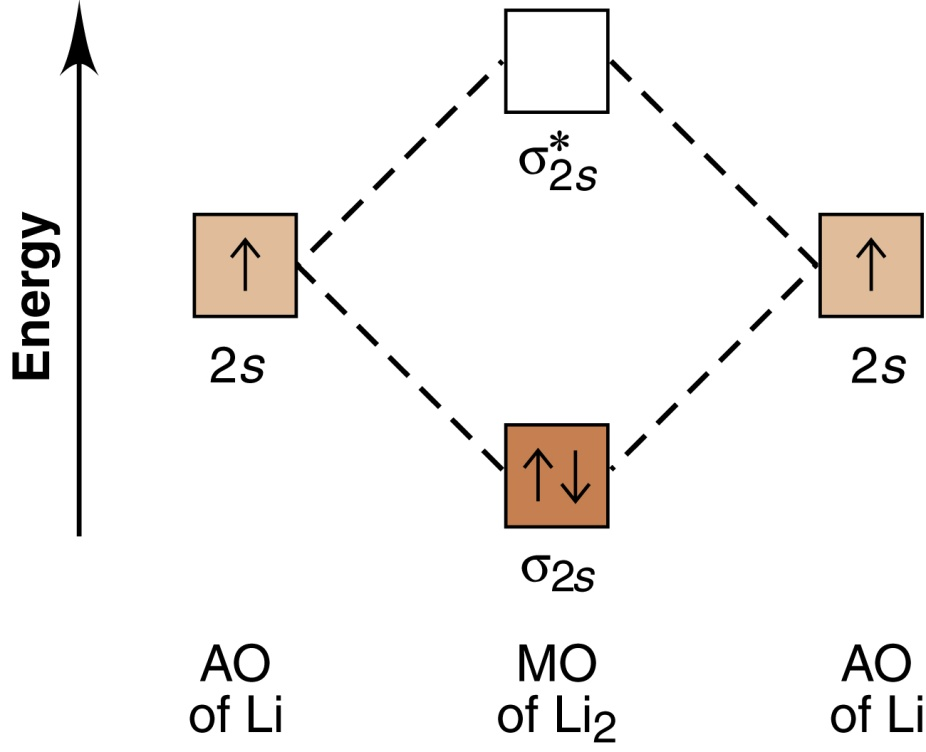 Energy
σ*2s
↑
↑
2s
2s
↑↓
σ2s
AO
of Li
MO
of Li2
AO
of Li